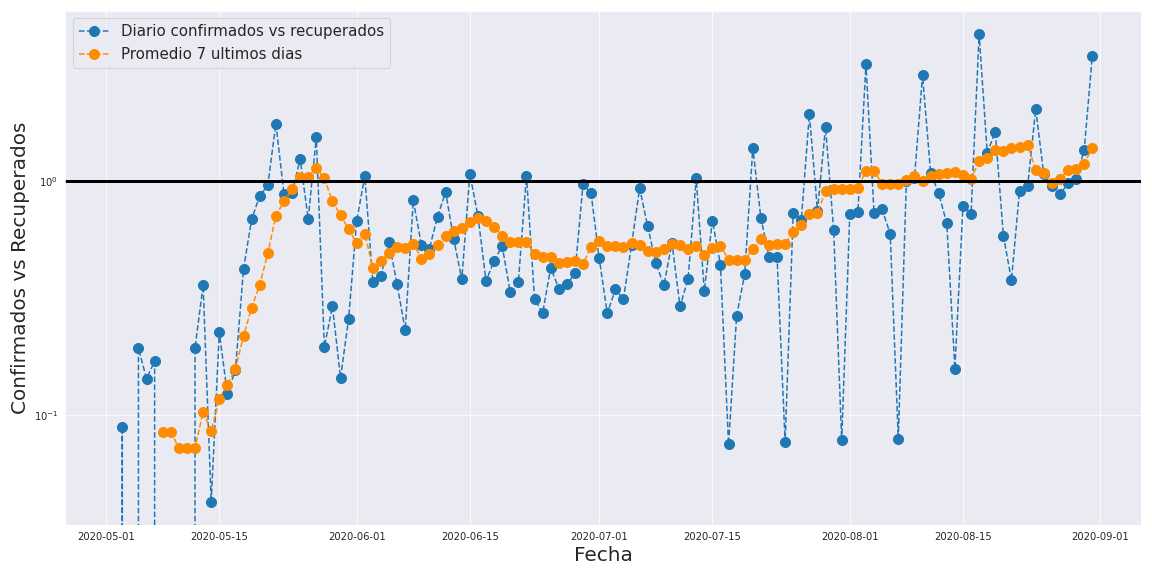 Diario confirmados vs recuperados
Promedio 7 ultimos dias
Confirmados vs Recuperados
10⁰
10⁻¹
2020-05-01 2020-05-15 2020-06-01 2020-06-15 2020-07-01 2020-07-15 2020-08-01 2020-08-15 2020-09-01
Fecha